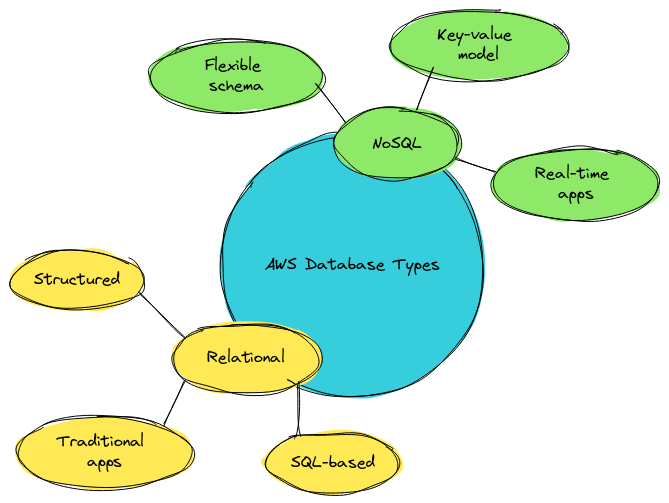 Key-value
model
Flexible
schema
NoSQL
Real-time
apps
AWS Database Types
Structured
Relational
Traditional
apps
SQL-based